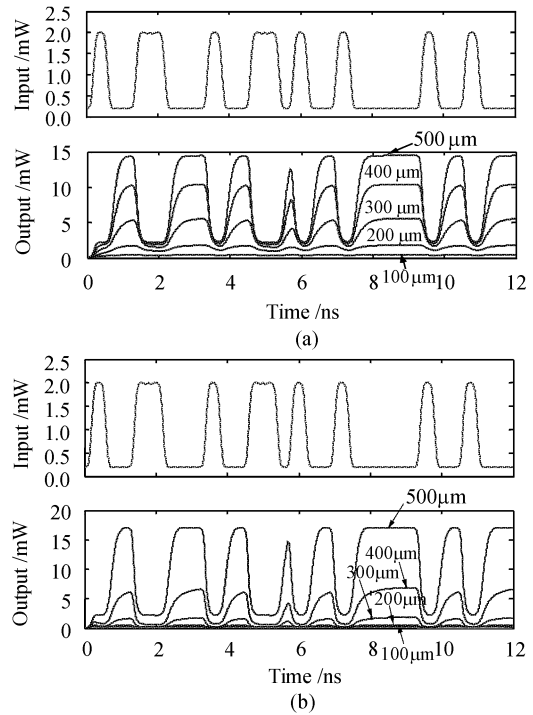 2.5
2.0
1.5
1.0
0.5
0.0
Input /mW
500 μm
15
10
5
0
Output /mW
400 μm
300 μm
200 μm
100μm
0 2 4 6 8 10 12
Time /ns
(a)
2.5
2.0
1.5
1.0
0.5
0.0
Input /mW
500μm
20
15
10
5
0
Output /mW
400μm
300μm
200μm
100μm
0 2 4 6 8 10 12
Time /ns
(b)